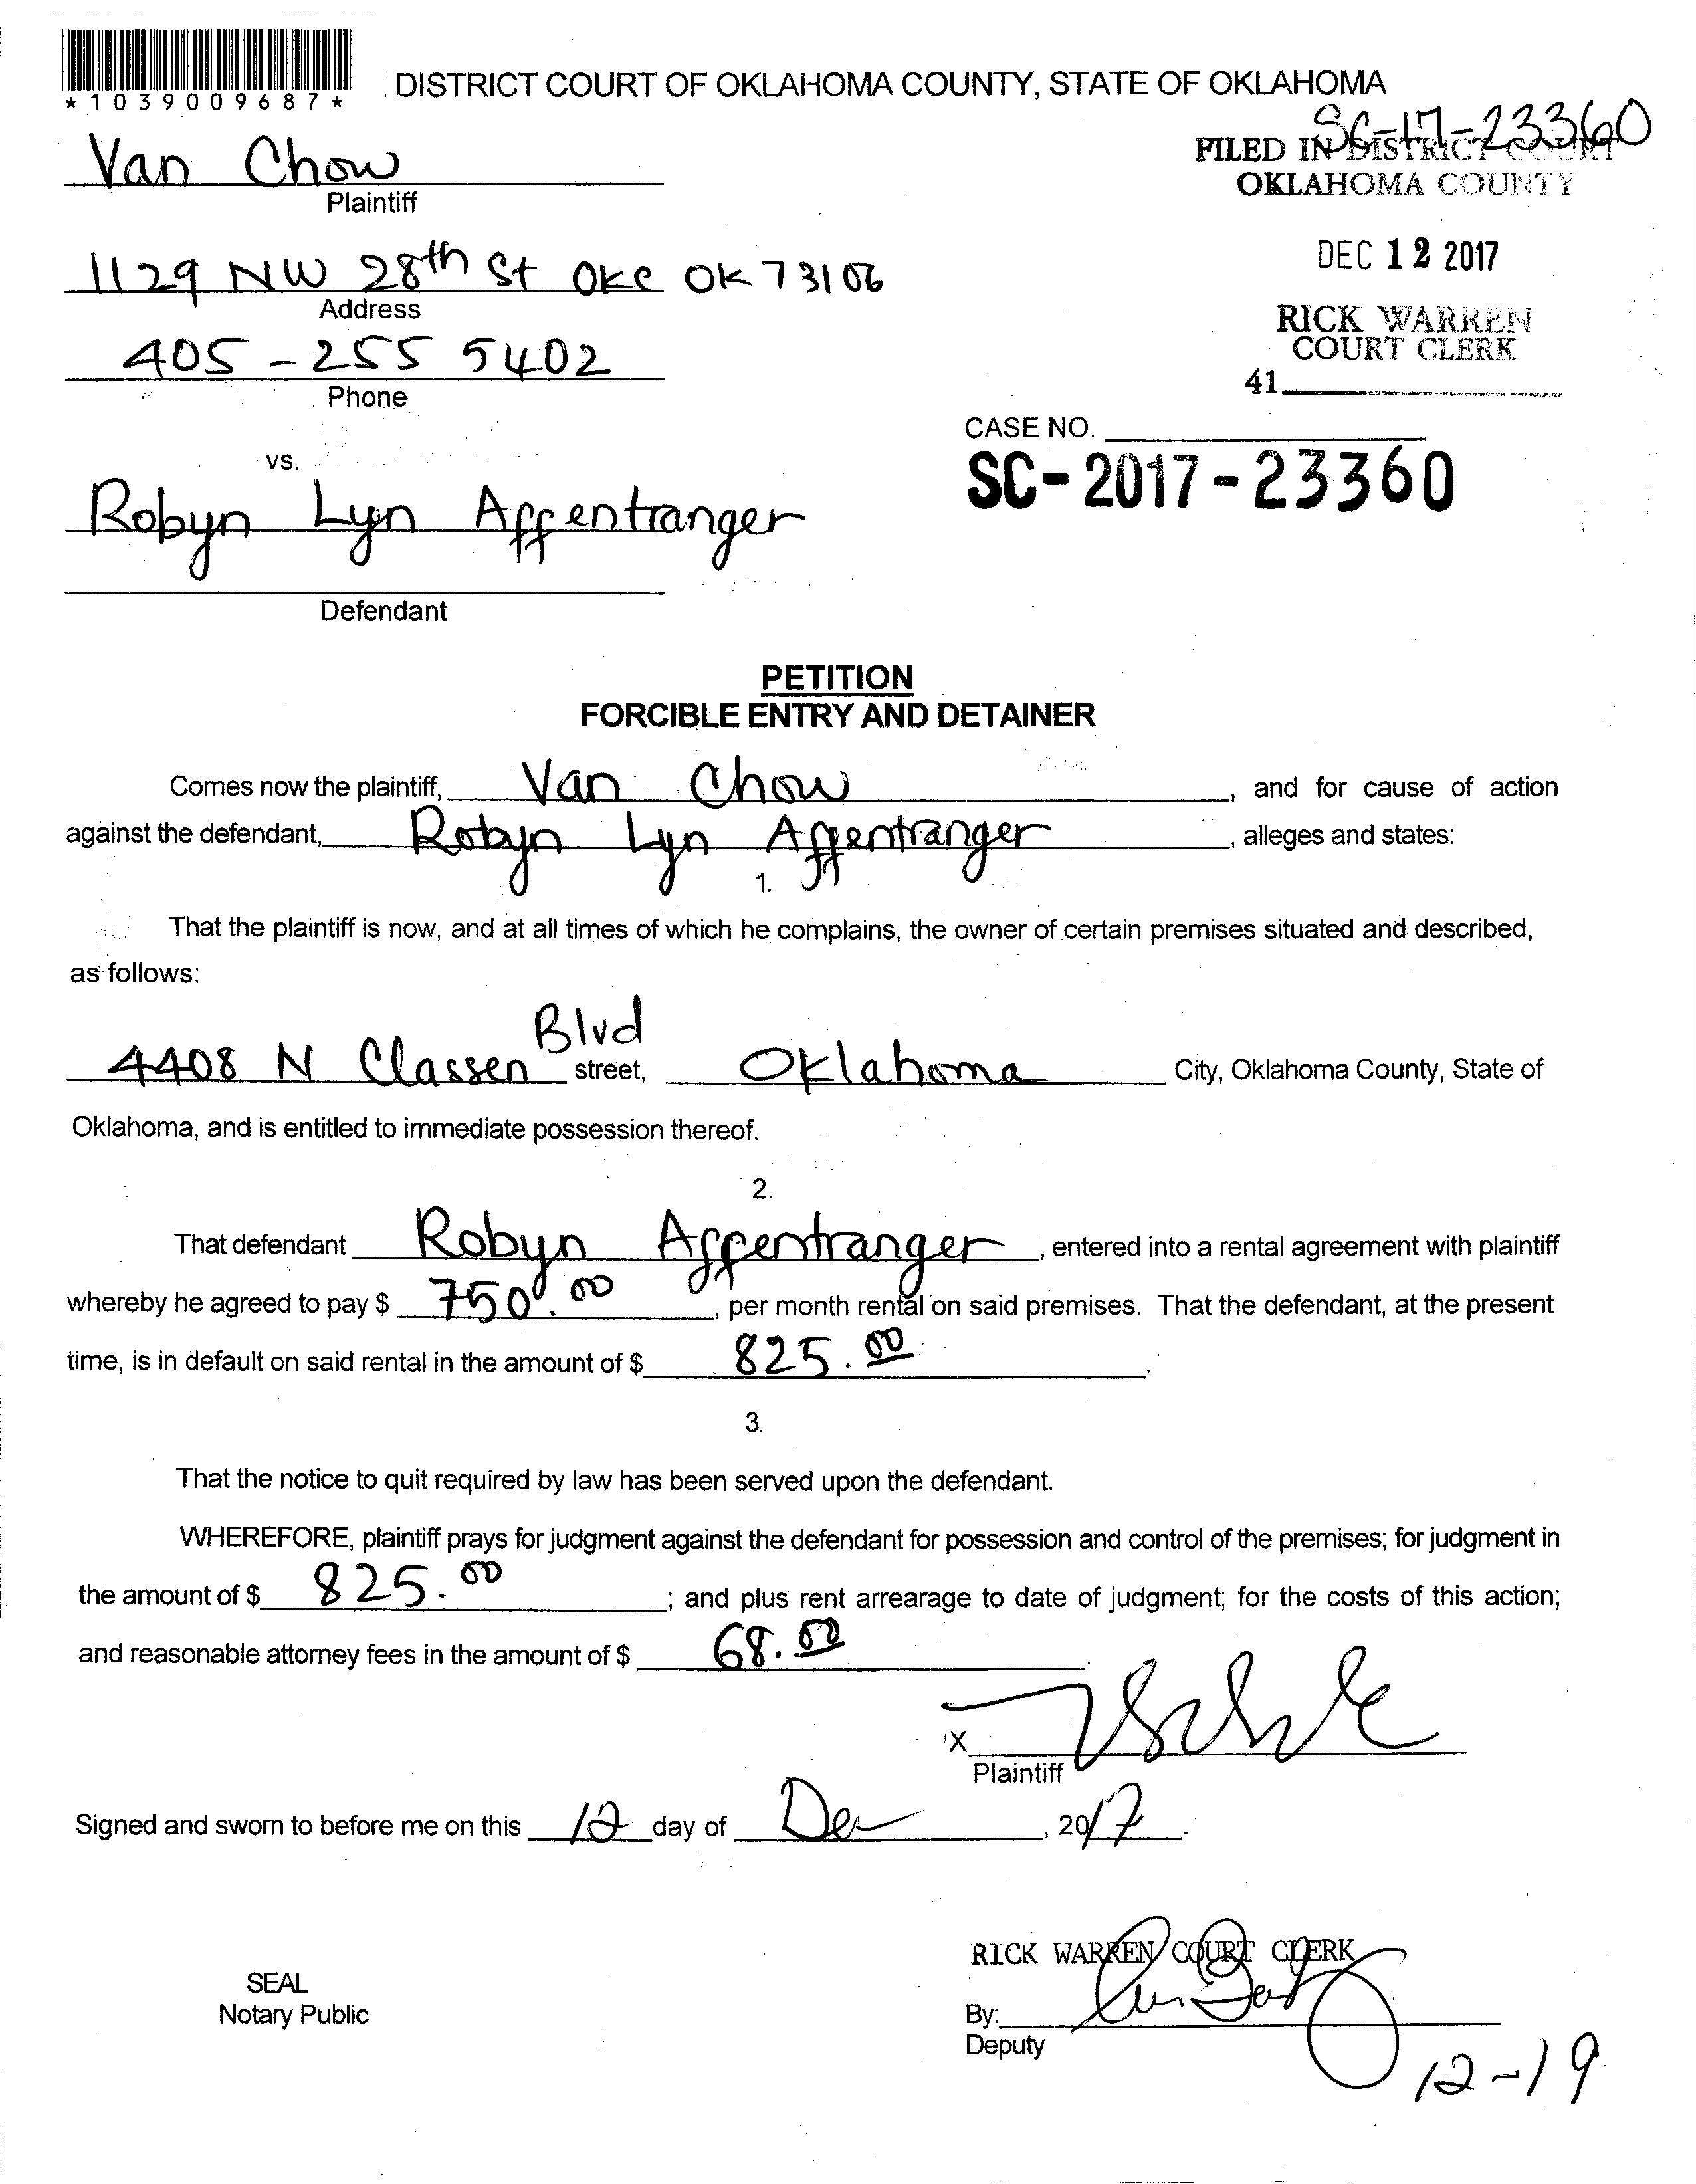 *1039009687*
DISTRICT COURT OF OKLAHOMA COUNTY, STATE OF OKLAHOMA
SC-17-23360
Van Chow
FILED IN DISTRICT COURT
OKLAHOMA COUNTY
Plaintiff
DEC 12 2017
1129 NW 28th St OKC OK 73106
Address
RICK WARREN
COURT CLERK
405-255 5402
41
Phone
CASE NO.
SC-2017-23360
vs.
Robyn Lyn Affentranger
Defendant
PETITION
FORCIBLE ENTRY AND DETAINER
Comes now the plaintiff, Van Chow, and for cause of action
against the defendant, Robyn Lyn Affentranger, alleges and states:
1.
That the plaintiff is now, and at all times of which he complains, the owner of certain premises situated and described,
as follows:
4408 N Classen Blvd street, Oklahoma City, Oklahoma County, State of
Oklahoma, and is entitled to immediate possession thereof.
2.
That defendant Robyn Affentranger, entered into a rental agreement with plaintiff
whereby he agreed to pay $ 750.00, per month rental on said premises. That the defendant, at the present
time, is in default on said rental in the amount of $ 825.00.
3.
That the notice to quit required by law has been served upon the defendant.
WHEREFORE, plaintiff prays for judgment against the defendant for possession and control of the premises; for judgment in
the amount of $ 825.00; and plus rent arrearage to date of judgment; for the costs of this action;
and reasonable attorney fees in the amount of $ 68.00.
X
Plaintiff
Signed and sworn to before me on this 12 day of Dec, 2017.
RICK WARREN COURT CLERK
SEAL
Notary Public
By:
Deputy
12-19